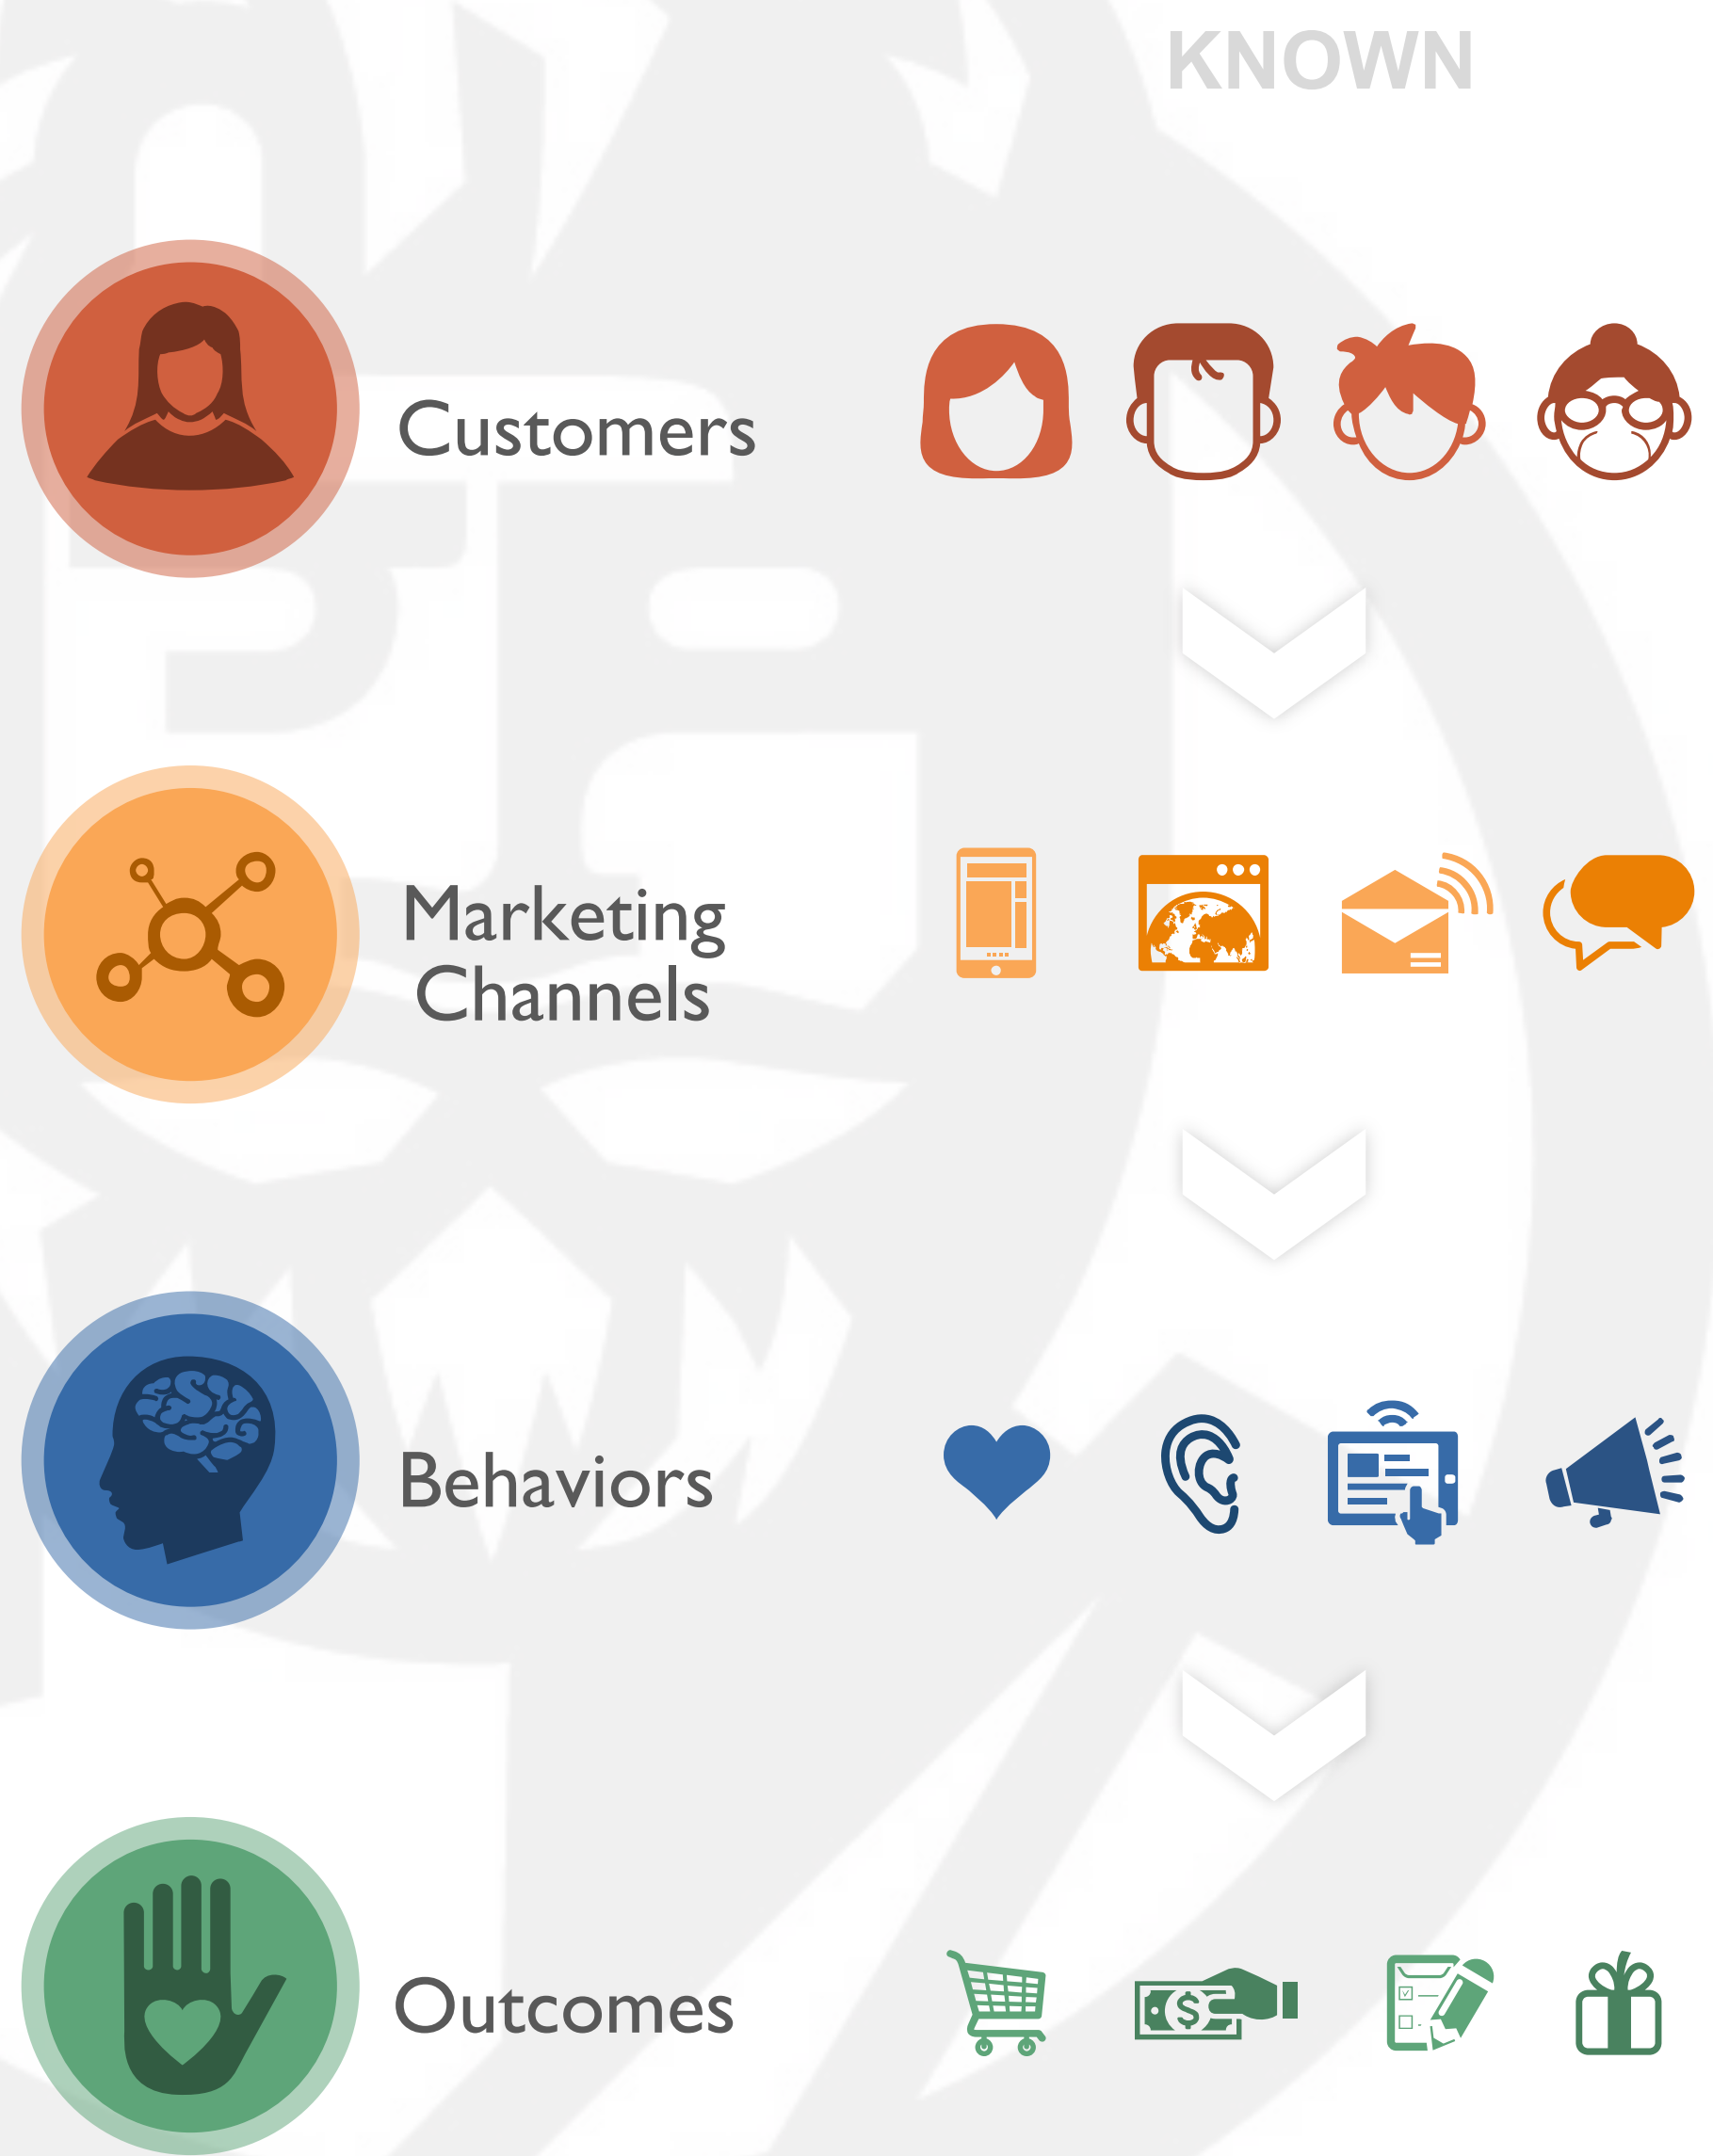 KNOWN
Customers
Marketing
Channels
Behaviors
Outcomes